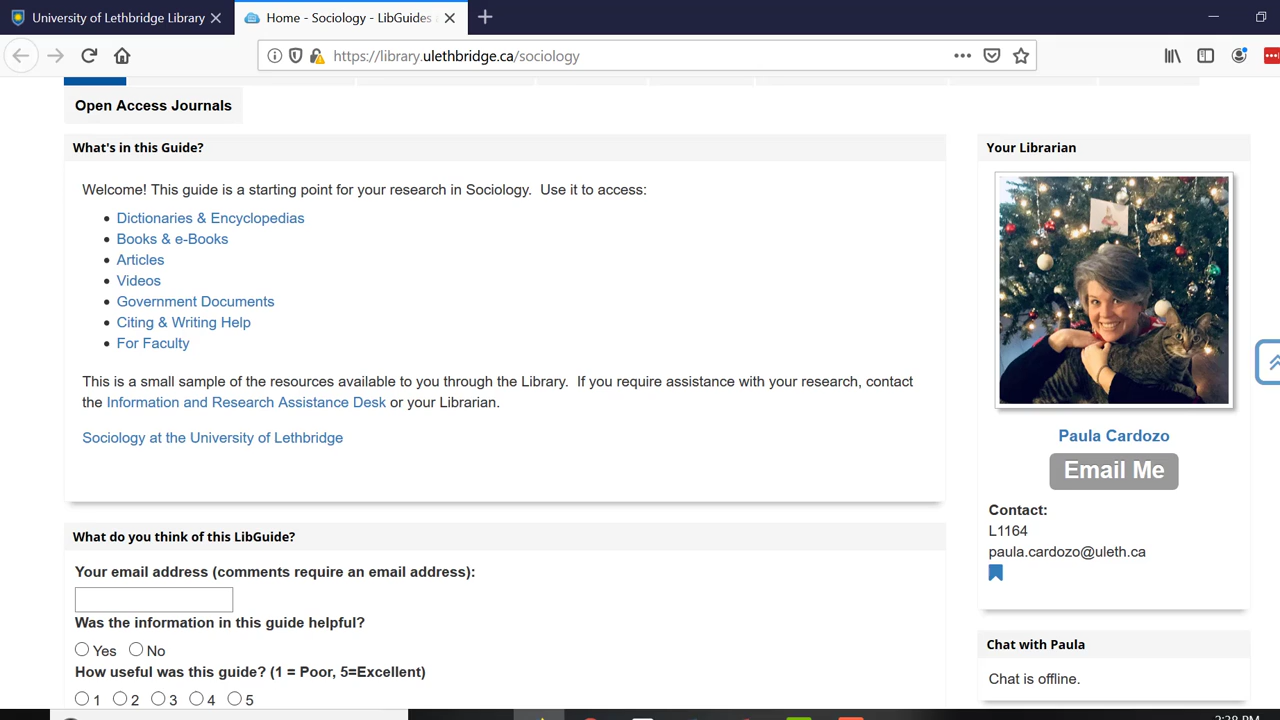 University of Lethbridge Library
Home - Sociology - LibGuides
https://library.ulethbridge.ca/sociology
Open Access Journals
What's in this Guide?
Welcome! This guide is a starting point for your research in Sociology. Use it to access:
Dictionaries & Encyclopedias
Books & e-Books
Articles
Videos
Government Documents
Citing & Writing Help
For Faculty
This is a small sample of the resources available to you through the Library. If you require assistance with your research, contact
the Information and Research Assistance Desk or your Librarian.
Sociology at the University of Lethbridge
What do you think of this LibGuide?
Your email address (comments require an email address):
Was the information in this guide helpful?
Yes No
How useful was this guide? (1 = Poor, 5=Excellent)
1 2 3 4 5
Your Librarian
Paula Cardozo
Email Me
Contact:
L1164
paula.cardozo@uleth.ca
Chat with Paula
Chat is offline.
2:38 PM